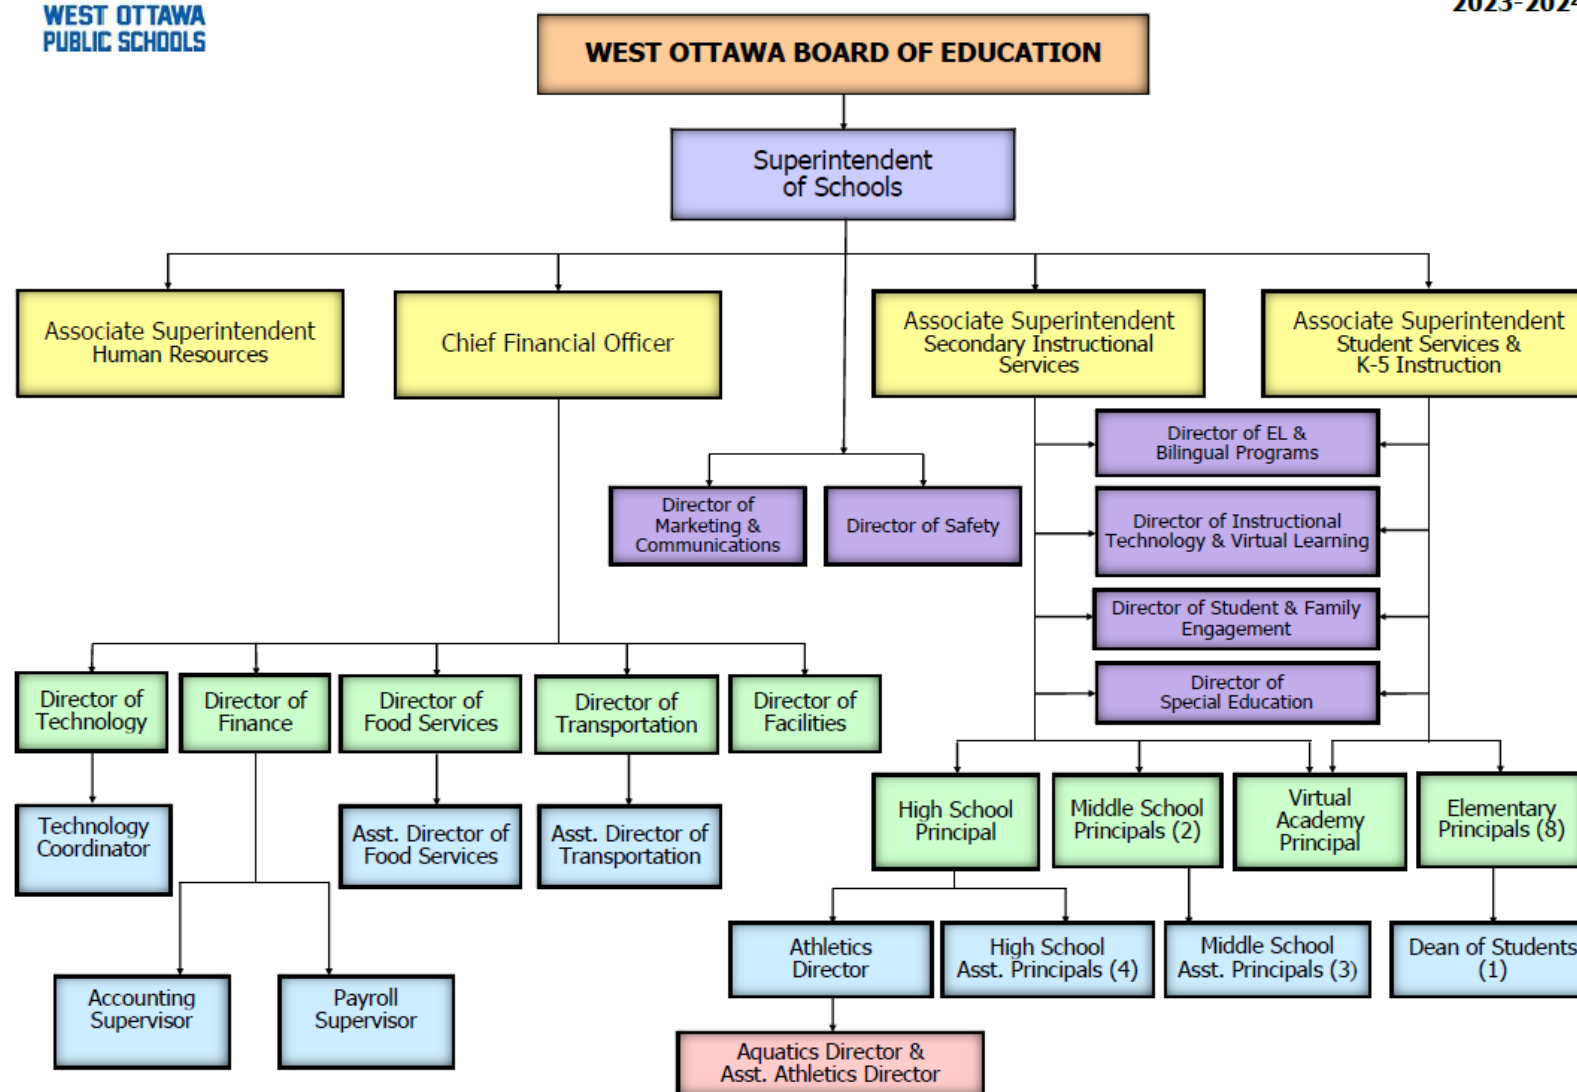 WEST OTTAWA
PUBLIC SCHOOLS
2023-2024
WEST OTTAWA BOARD OF EDUCATION
Superintendent
of Schools
Associate Superintendent
Human Resources
Chief Financial Officer
Associate Superintendent
Secondary Instructional
Services
Associate Superintendent
Student Services &
K-5 Instruction
Director of EL &
Bilingual Programs
Director of
Marketing &
Communications
Director of Safety
Director of Instructional
Technology & Virtual Learning
Director of Student & Family
Engagement
Director of
Special Education
Director of
Technology
Director of
Finance
Director of
Food Services
Director of
Transportation
Director of
Facilities
Technology
Coordinator
Asst. Director of
Food Services
Asst. Director of
Transportation
High School
Principal
Middle School
Principals (2)
Virtual
Academy
Principal
Elementary
Principals (8)
Athletics
Director
High School
Asst. Principals (4)
Middle School
Asst. Principals (3)
Dean of Students
(1)
Accounting
Supervisor
Payroll
Supervisor
Aquatics Director &
Asst. Athletics Director